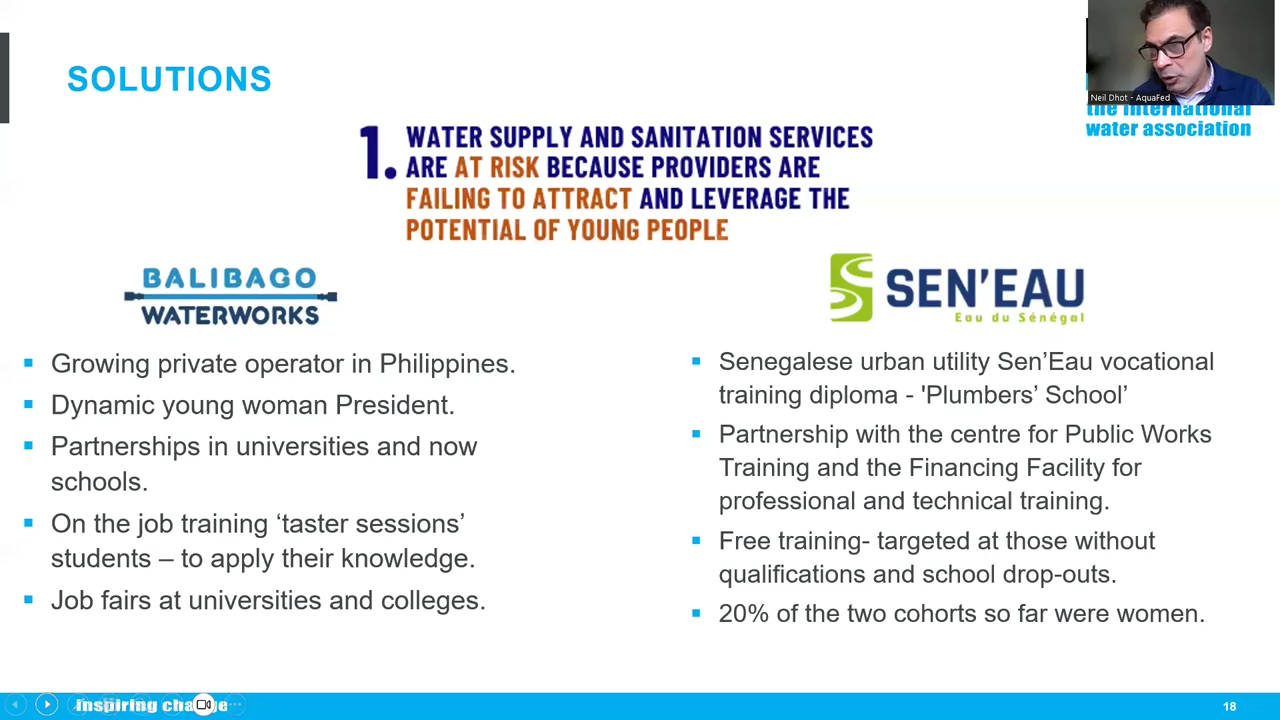 SOLUTIONS
Neil Dhot - AquaFed
the international
water association
1. WATER SUPPLY AND SANITATION SERVICES
ARE AT RISK BECAUSE PROVIDERS ARE
FAILING TO ATTRACT AND LEVERAGE THE
POTENTIAL OF YOUNG PEOPLE
BALIBAGO
WATERWORKS
▪ Growing private operator in Philippines.
▪ Dynamic young woman President.
▪ Partnerships in universities and now
schools.
▪ On the job training ‘taster sessions’
students – to apply their knowledge.
▪ Job fairs at universities and colleges.
SEN'EAU
Eau du Sénégal
▪ Senegalese urban utility Sen’Eau vocational
training diploma - 'Plumbers’ School’
▪ Partnership with the centre for Public Works
Training and the Financing Facility for
professional and technical training.
▪ Free training- targeted at those without
qualifications and school drop-outs.
▪ 20% of the two cohorts so far were women.
inspiring change
18